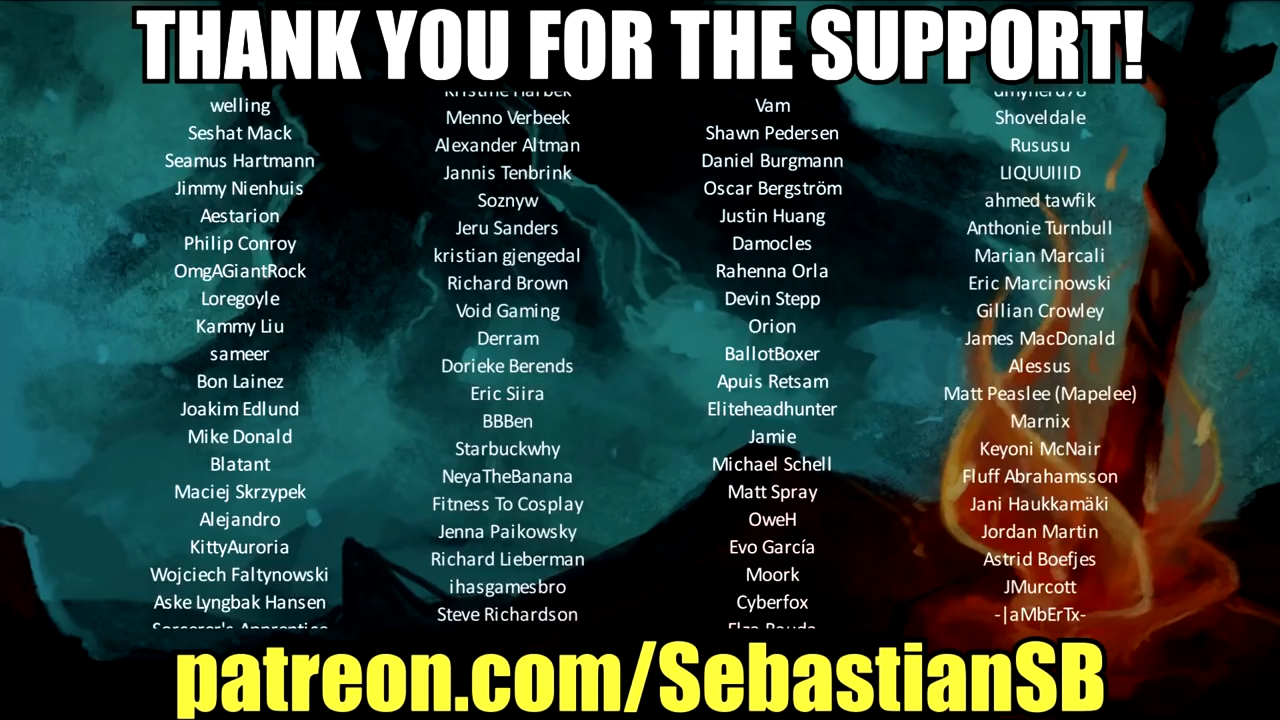 THANK YOU FOR THE SUPPORT!
welling
Seshat Mack
Seamus Hartmann
Jimmy Nienhuis
Aestarion
Philip Conroy
OmgAGiantRock
Loregoyle
Kammy Liu
sameer
Bon Lainez
Joakim Edlund
Mike Donald
Blatant
Maciej Skrzypek
Alejandro
KittyAuroria
Wojciech Faltynowski
Aske Lyngbak Hansen
Sorcerer's Apprentice
Menno Verbeek
Alexander Altman
Jannis Tenbrink
Soznyw
Jeru Sanders
kristian gjengedal
Richard Brown
Void Gaming
Derram
Dorieke Berends
Eric Siira
BBBen
Starbuckwhy
NeyaTheBanana
Fitness To Cosplay
Jenna Paikowsky
Richard Lieberman
ihasgamesbro
Steve Richardson
Vam
Shawn Pedersen
Daniel Burgmann
Oscar Bergström
Justin Huang
Damocles
Rahenna Orla
Devin Stepp
Orion
BallotBoxer
Apuis Retsam
Eliteheadhunter
Jamie
Michael Schell
Matt Spray
OweH
Evo García
Moork
Cyberfox
Shoveldale
Rususu
LIQUUIIID
ahmed tawfik
Anthonie Turnbull
Marian Marcali
Eric Marcinowski
Gillian Crowley
James MacDonald
Alessus
Matt Peaslee (Mapelee)
Marnix
Keyoni McNair
Fluff Abrahamsson
Jani Haukkamäki
Jordan Martin
Astrid Boefjes
JMurcott
-|aMbErTx-
patreon.com/SebastianSB